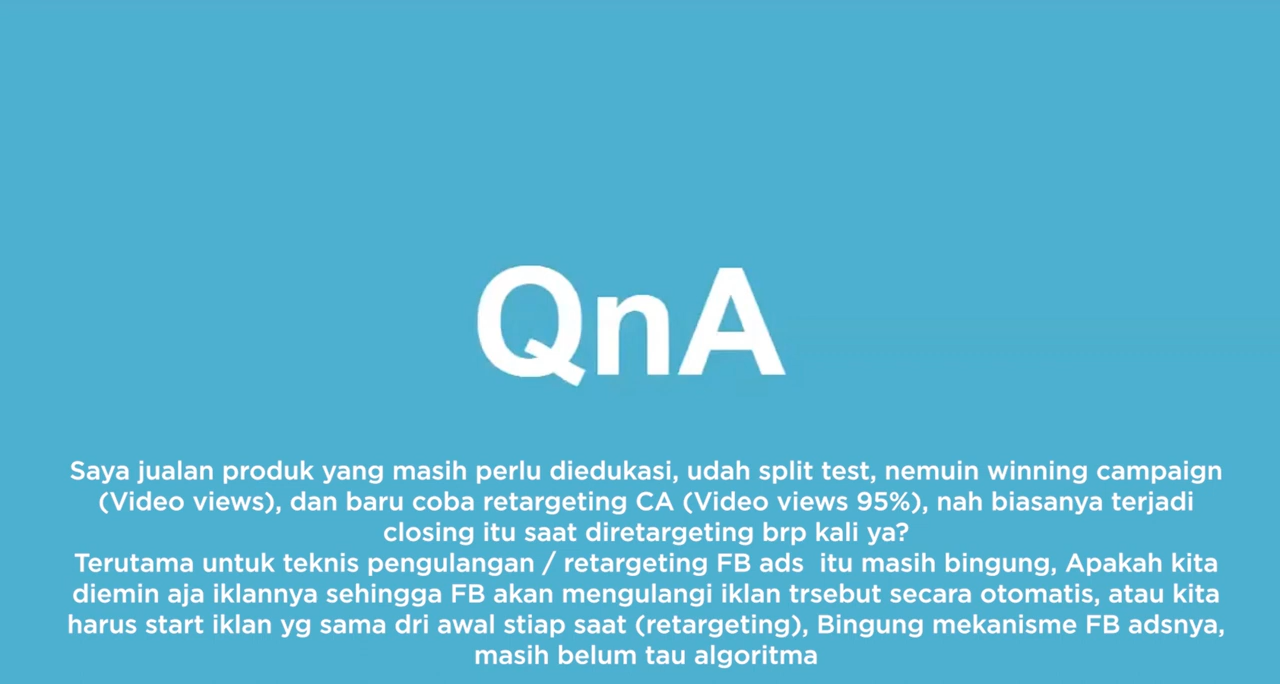 QnA
Saya jualan produk yang masih perlu diedukasi, udah split test, nemuin winning campaign
(Video views), dan baru coba retargeting CA (Video views 95%), nah biasanya terjadi
closing itu saat diretargeting brp kali ya?
Terutama untuk teknis pengulangan / retargeting FB ads  itu masih bingung, Apakah kita
diemin aja iklannya sehingga FB akan mengulangi iklan trsebut secara otomatis, atau kita
harus start iklan yg sama dri awal stiap saat (retargeting), Bingung mekanisme FB adsnya,
masih belum tau algoritma